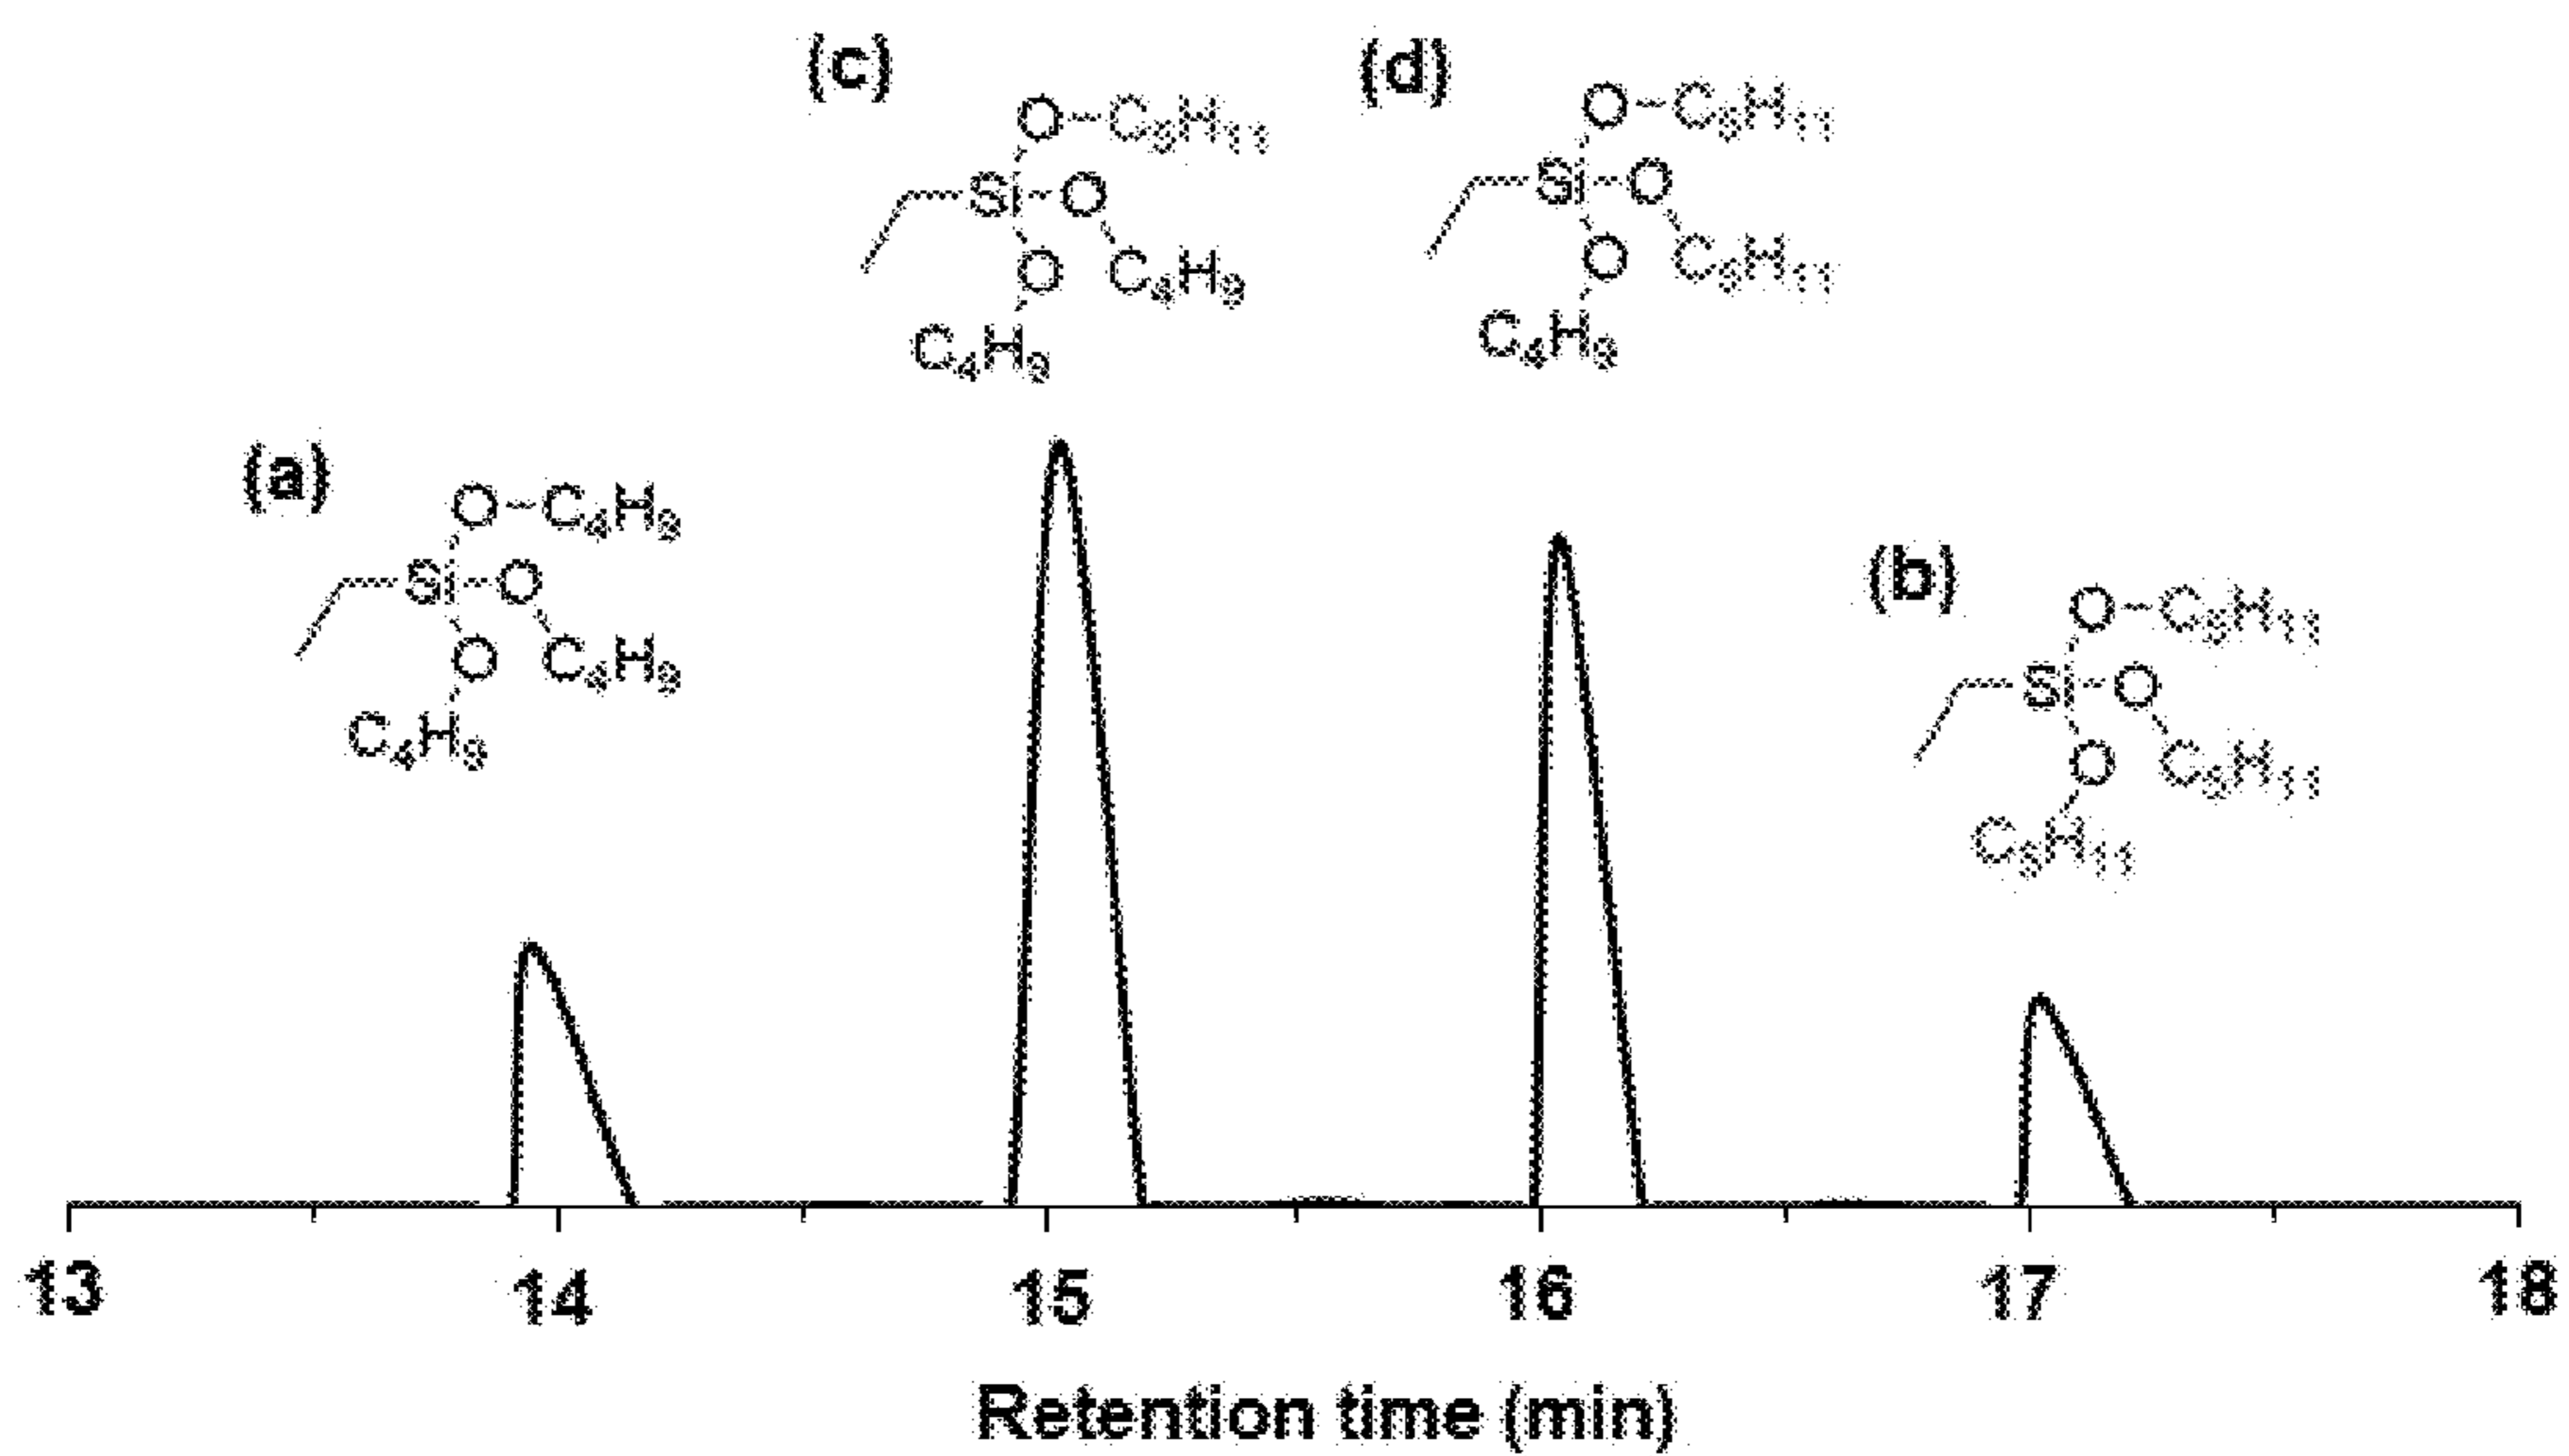 (c)
O-C₅H₁₁
Si-O
O C₄H₉
C₄H₉
(d)
O-C₅H₁₁
Si-O
O C₅H₁₁
C₄H₉
(a)
O-C₄H₉
Si-O
O C₄H₉
C₄H₉
(b)
O-C₅H₁₁
Si-O
O C₅H₁₁
C₅H₁₁
13 14 15 16 17 18
Retention time (min)